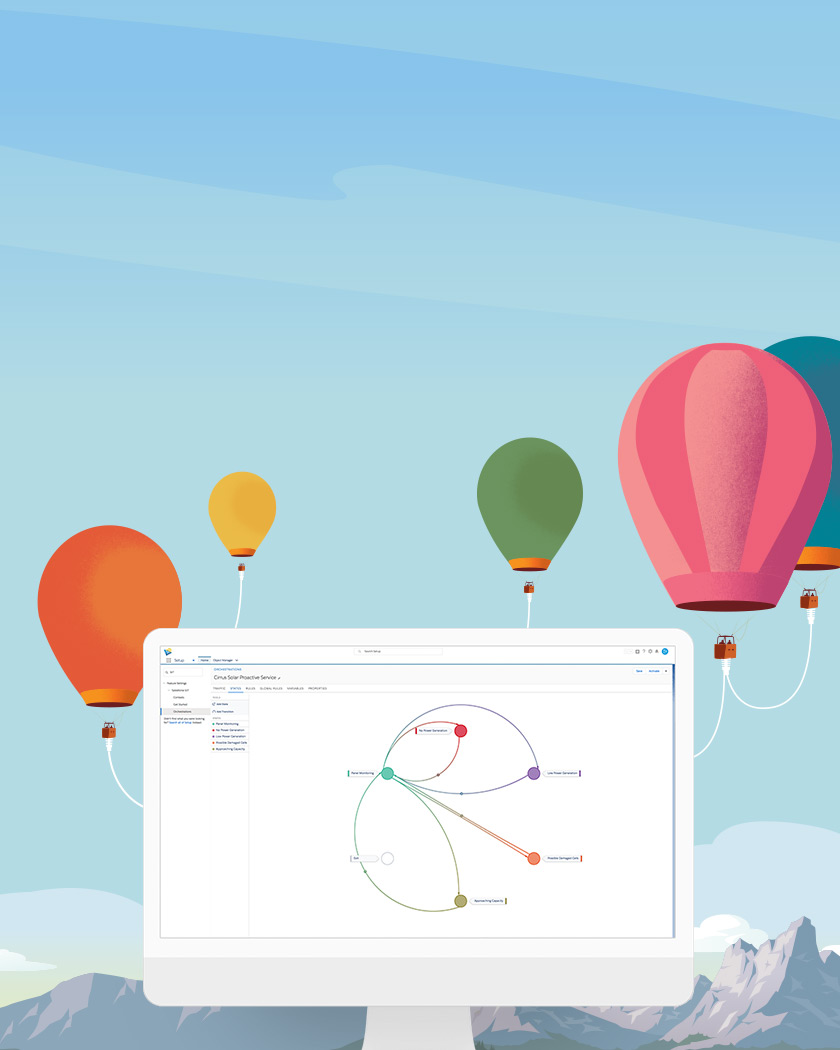 Search Setup
Setup
Home
Object Manager
ORCHESTRATIONS
Cirrus Solar Proactive Service
Save
Activate
TRAFFIC
STATES
RULES
GLOBAL RULES
VARIABLES
PROPERTIES
Feature Settings
Salesforce IoT
Contexts
Get Started
Orchestrations
Didn't find what you were looking
for? Search all of Setup instead.
RULES
Add Rule
Add Transition
STATES
Panel Monitoring
No Power Generation
Low Power Generation
Possible Damaged Cells
Approaching Capacity
No Power Generation
Panel Monitoring
Low Power Generation
Possible Damaged Cells
Approaching Capacity